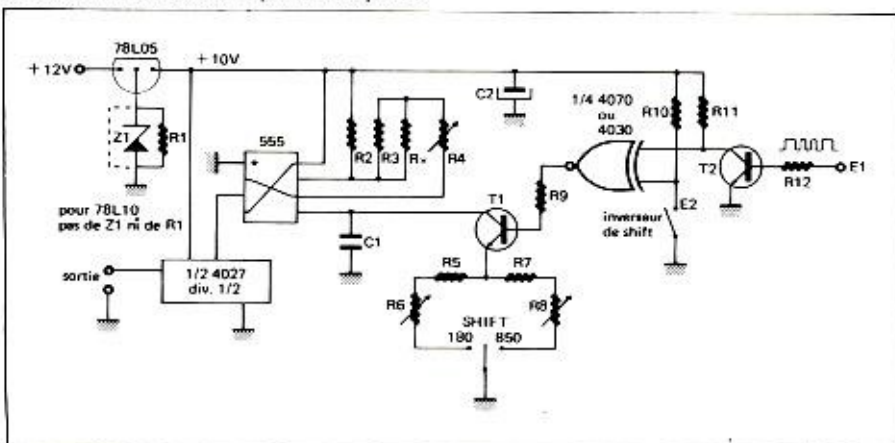 78L05
+ 12V
+ 10V
C2
1/4 4070
ou
4030
R10
R11
Z1
R1
555
R2
R3
R4
T2
E1
R12
R9
T1
E2
inverseur
de shift
pour 78L10
pas de Z1 ni de R1
C1
R5
R7
1/2 4027
div. 1/2
sortie
R6
R8
SHIFT
180 850